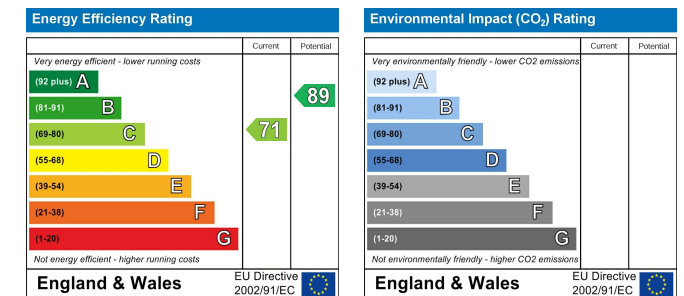 Energy Efficiency Rating
Current Potential
Very energy efficient - lower running costs
(92 plus) A
(81-91) B
89
(69-80) C
71
(55-68) D
(39-54) E
(21-38) F
(1-20) G
Not energy efficient - higher running costs
England & Wales
EU Directive
2002/91/EC
Environmental Impact (CO2) Rating
Current Potential
Very environmentally friendly - lower CO2 emissions
(92 plus) A
(81-91) B
(69-80) C
(55-68) D
(39-54) E
(21-38) F
(1-20) G
Not environmentally friendly - higher CO2 emissions
England & Wales
EU Directive
2002/91/EC